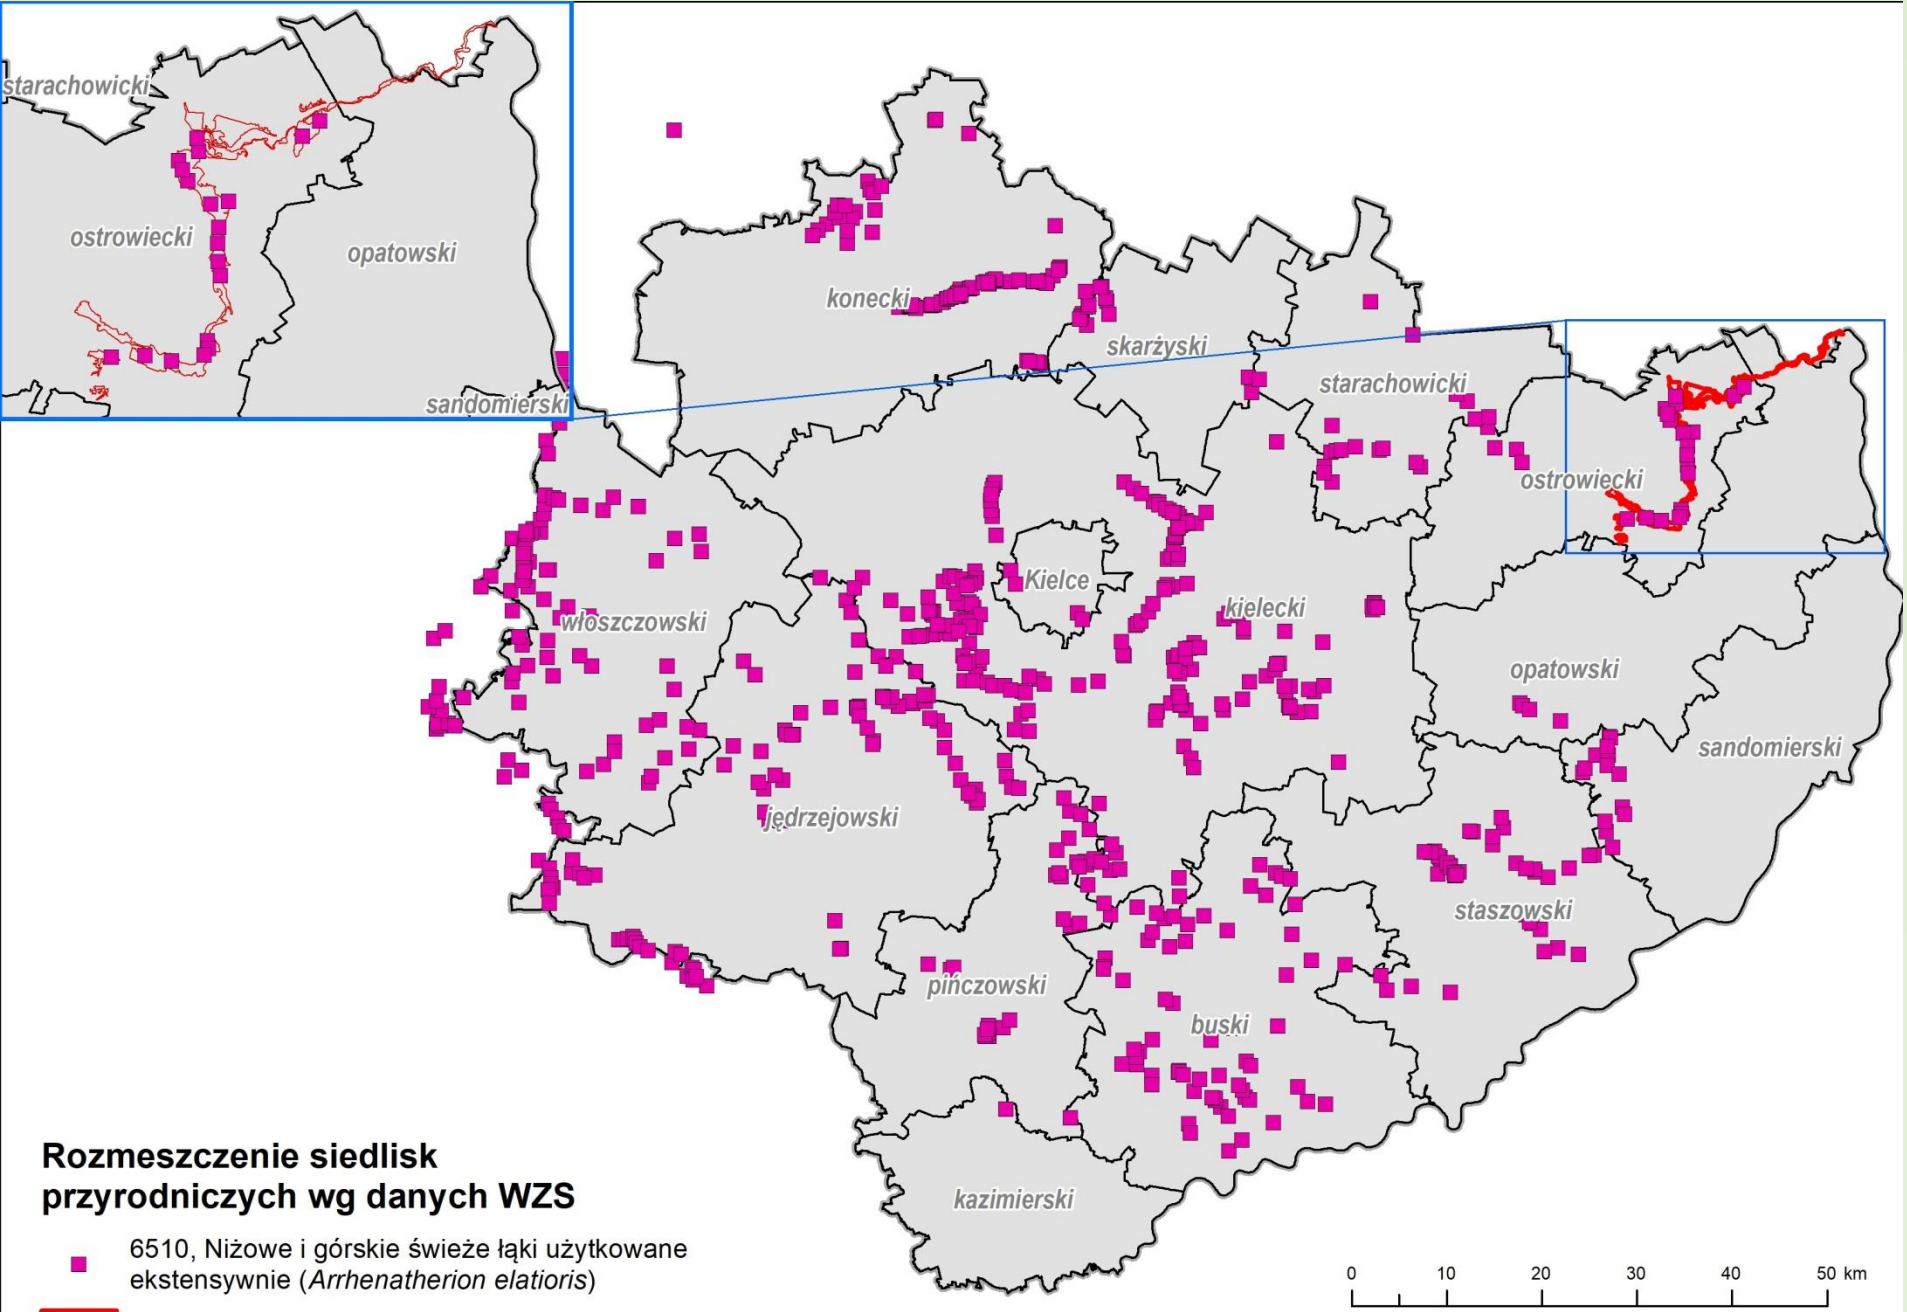 starachowicki
ostrowiecki
opatowski
sandomierski
konecki
skarżyski
starachowicki
ostrowiecki
Kielce
kielecki
włoszczowski
opatowski
sandomierski
jędrzejowski
staszowski
pińczowski
buski
kazimierski
Rozmeszczenie siedlisk
przyrodniczych wg danych WZS
6510, Niżowe i górskie świeże łąki użytkowane
ekstensywnie (Arrhenatherion elatioris)
0 10 20 30 40 50 km